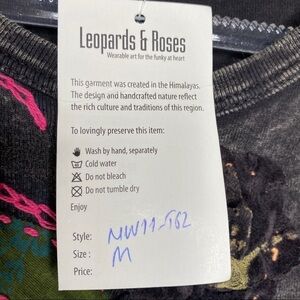 Leopards & Roses
Wearable art for the funky at heart
This garment was created in the Himalayas.
The design and handcrafted nature reflect
the rich culture and traditions of this region.
To lovingly preserve this item:
Wash by hand, separately
Cold water
Do not bleach
Do not tumble dry
Enjoy
Style: MW11-T62
Size: M
Price: